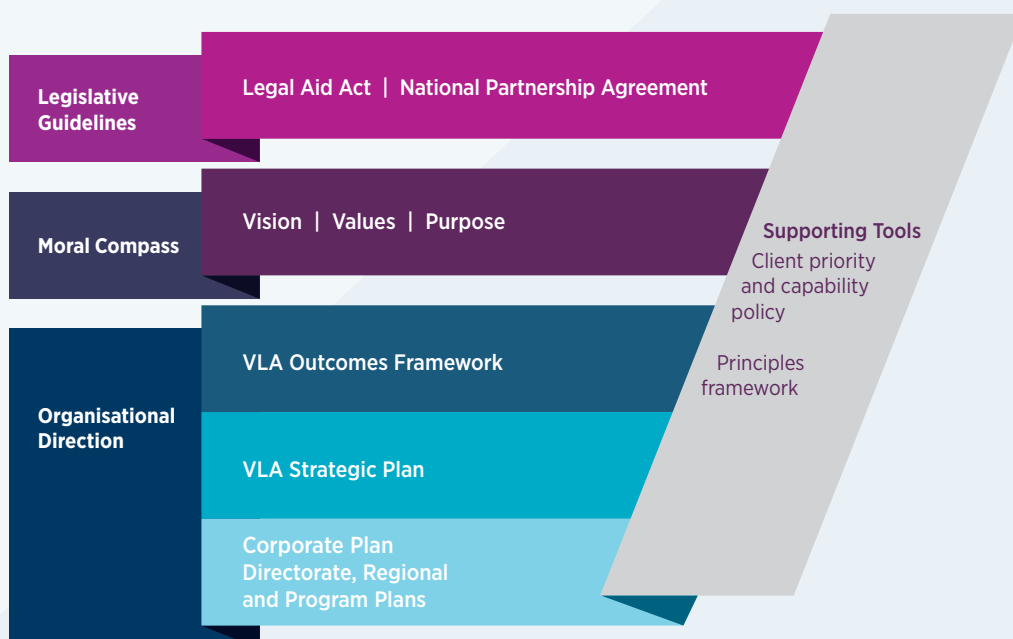 Legislative
Guidelines
Legal Aid Act | National Partnership Agreement
Moral Compass
Vision | Values | Purpose
Organisational
Direction
VLA Outcomes Framework
VLA Strategic Plan
Corporate Plan
Directorate, Regional
and Program Plans
Supporting Tools
Client priority
and capability
policy
Principles
framework